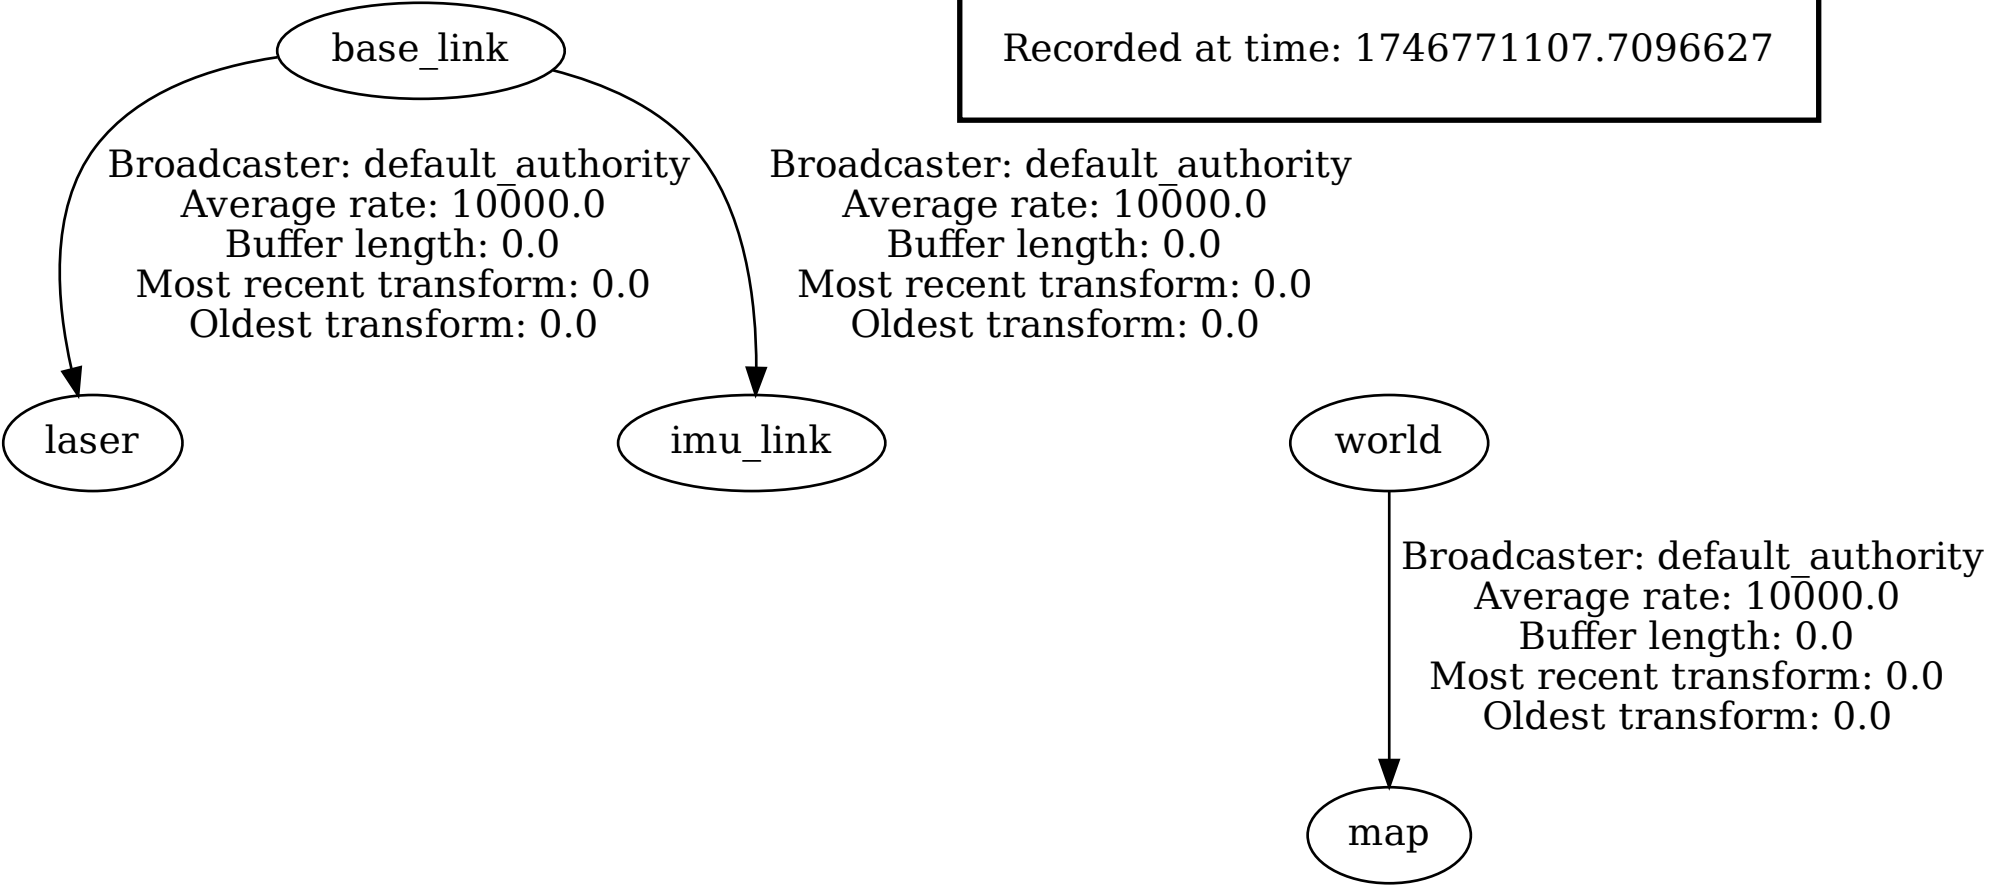 base_link
Recorded at time: 1746771107.7096627
Broadcaster: default_authority
Average rate: 10000.0
Buffer length: 0.0
Most recent transform: 0.0
Oldest transform: 0.0
Broadcaster: default_authority
Average rate: 10000.0
Buffer length: 0.0
Most recent transform: 0.0
Oldest transform: 0.0
laser
imu_link
world
Broadcaster: default_authority
Average rate: 10000.0
Buffer length: 0.0
Most recent transform: 0.0
Oldest transform: 0.0
map